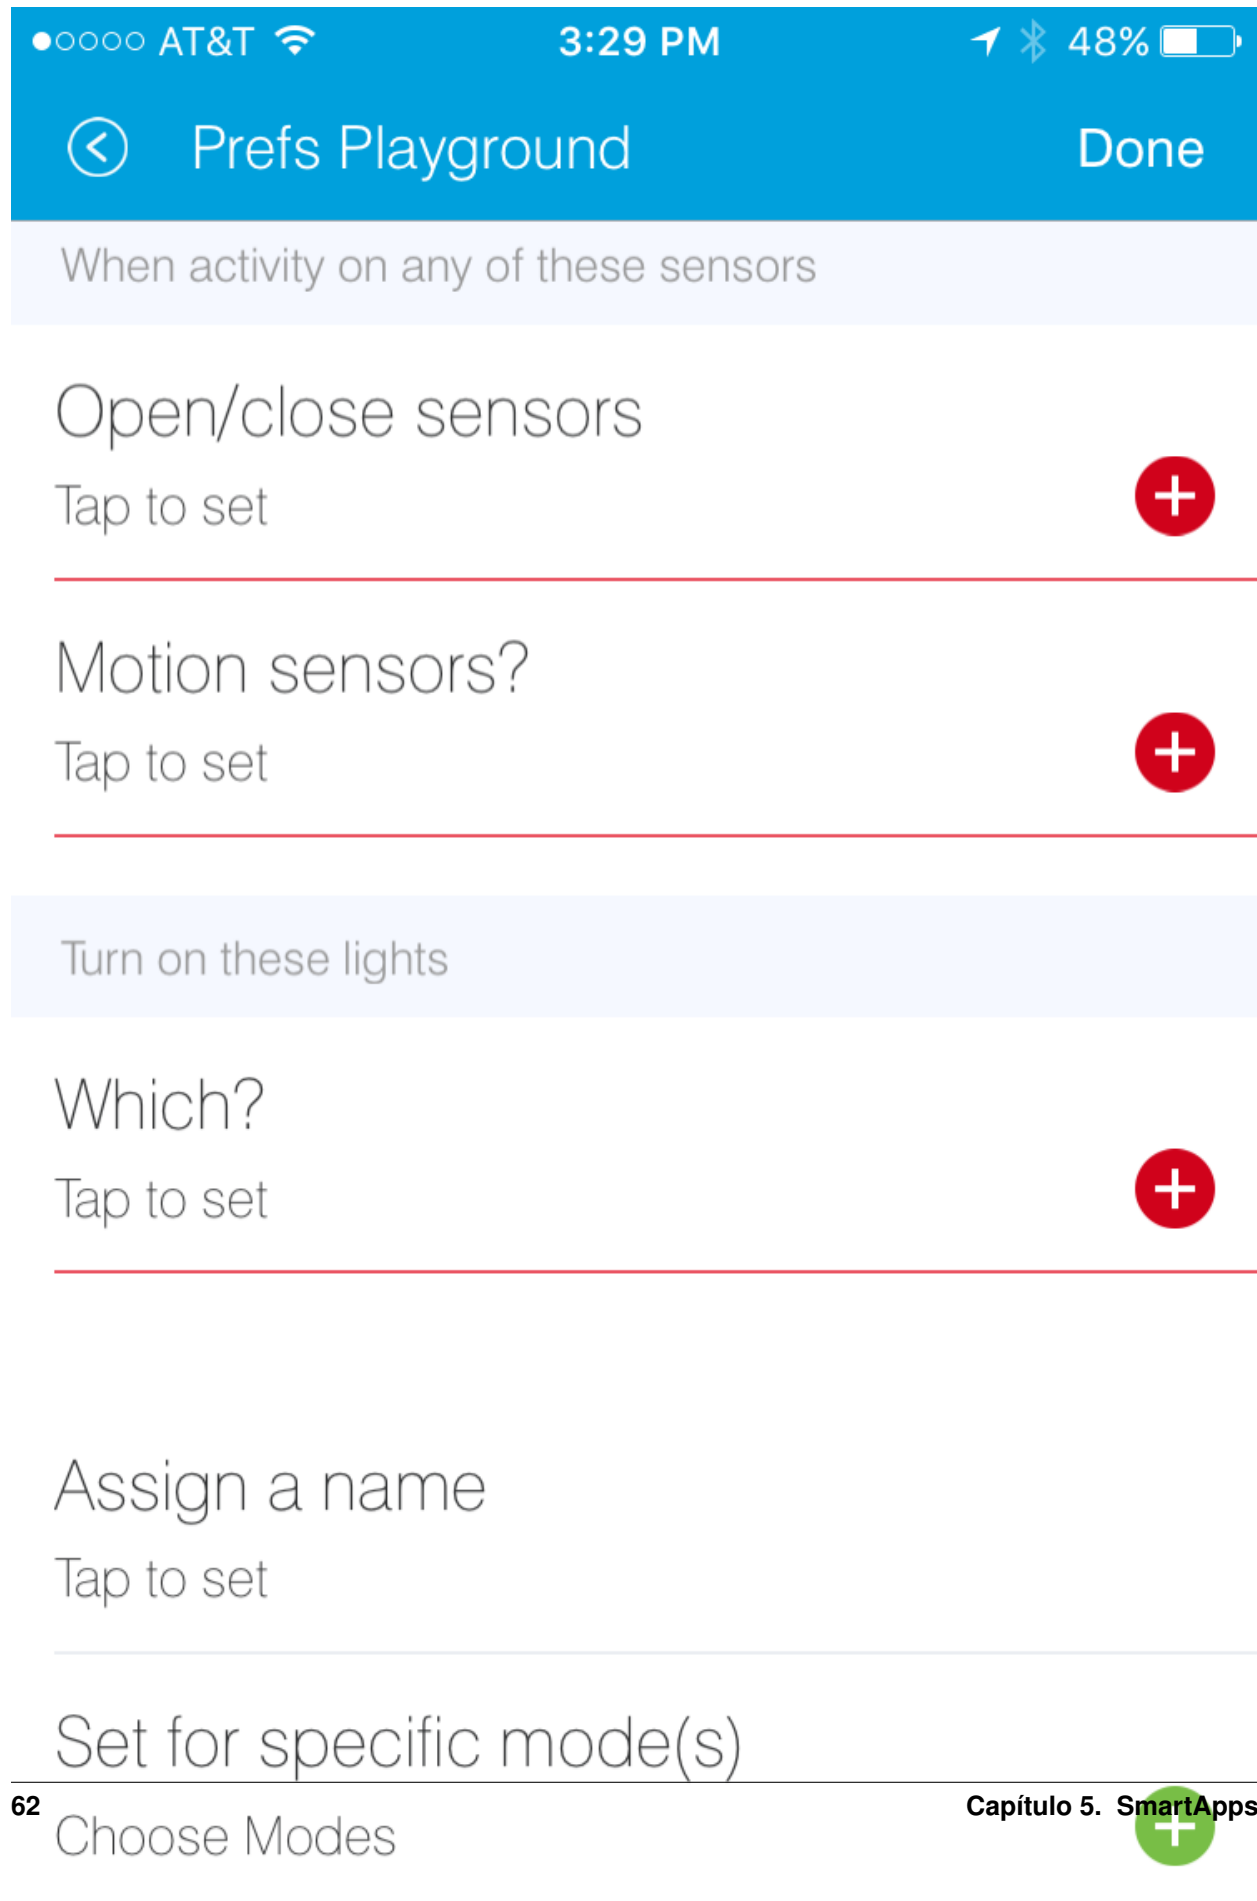 AT&T 3:29 PM 48%
Prefs Playground Done
When activity on any of these sensors
Open/close sensors
Tap to set
Motion sensors?
Tap to set
Turn on these lights
Which?
Tap to set
Assign a name
Tap to set
Set for specific mode(s)
62 Capítulo 5. SmartApps
Choose Modes